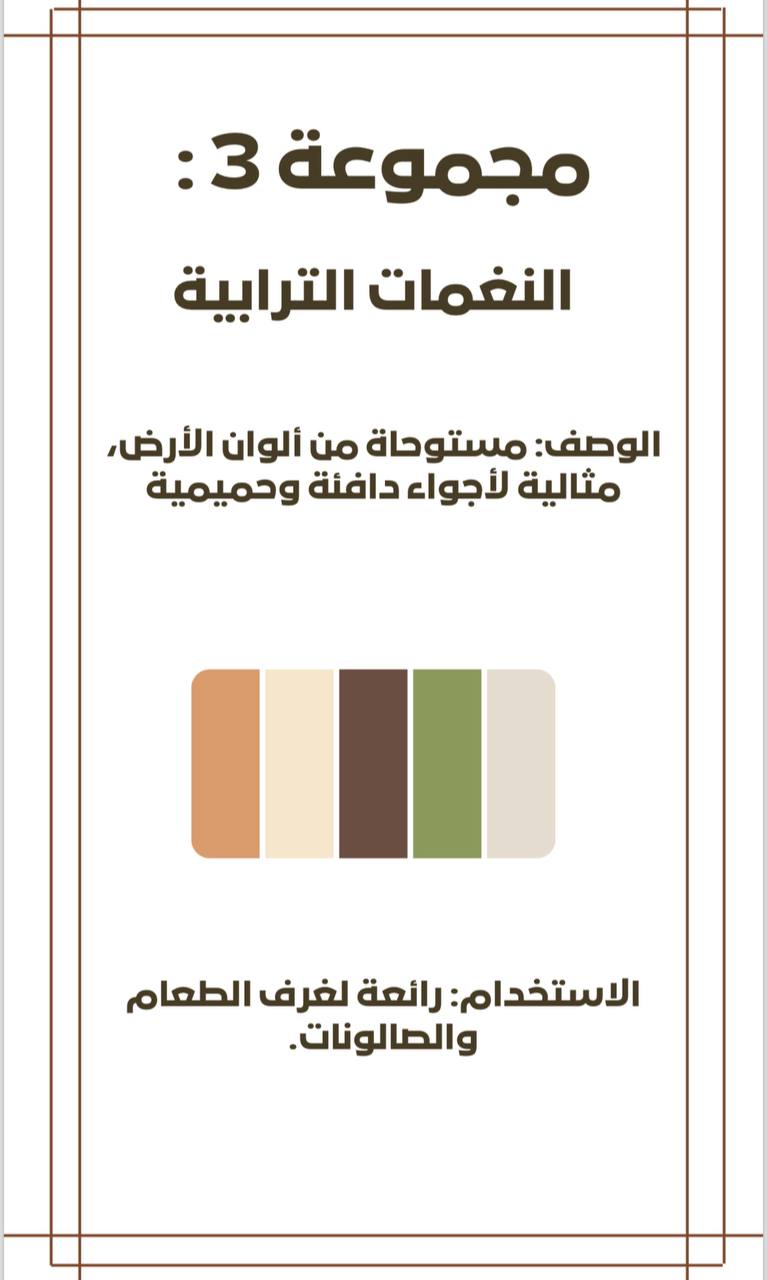 مجموعة 3 :
النغمات الترابية
الوصف: مستوحاة من ألوان الأرض،
مثالية لأجواء دافئة وحميمية
الاستخدام: رائعة لغرف الطعام
والصالونات.